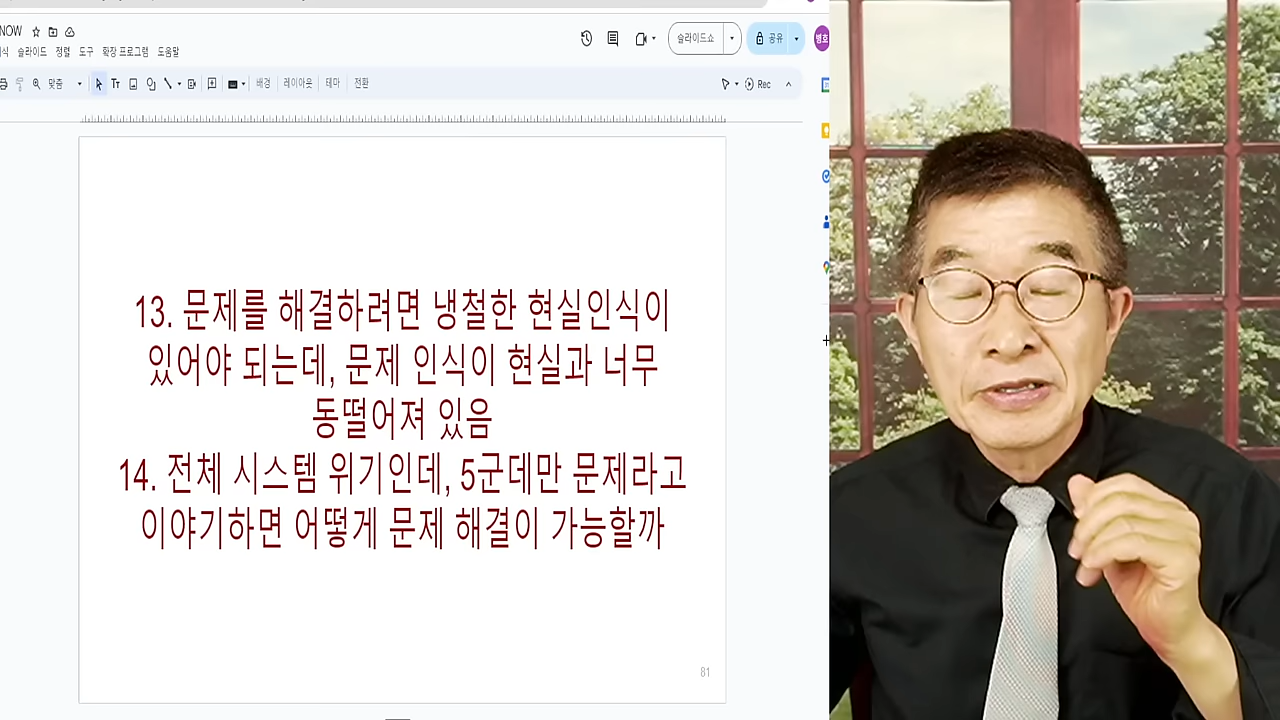 NOW
슬라이드 정렬 도구 확장 프로그램 도움말
슬라이드쇼
공유
병호
맞춤
배경 레이아웃 테마 전환
Rec
13. 문제를 해결하려면 냉철한 현실인식이
있어야 되는데, 문제 인식이 현실과 너무
동떨어져 있음
14. 전체 시스템 위기인데, 5군데만 문제라고
이야기하면 어떻게 문제 해결이 가능할까
81